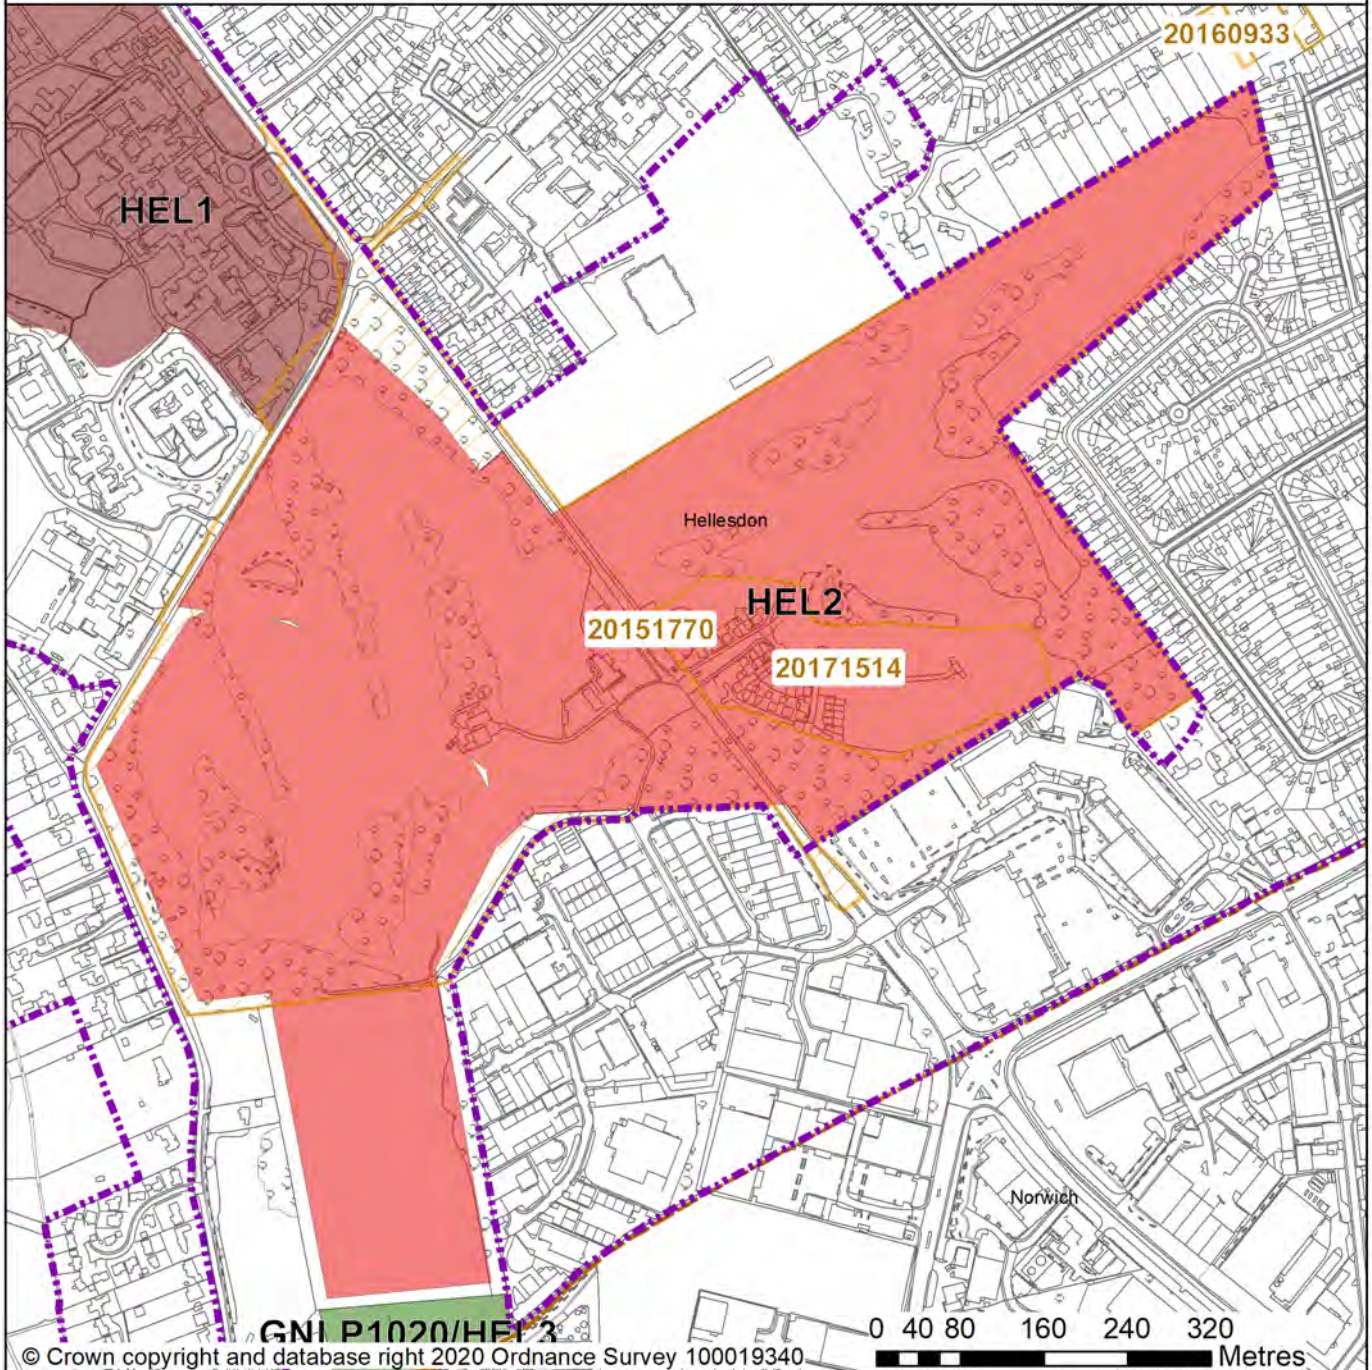 20160933
HEL1
Hellesdon
HEL2
20151770
20171514
Norwich
GNLP1020/HEL3
0 40 80 160 240 320
Metres
© Crown copyright and database right 2020 Ordnance Survey 100019340